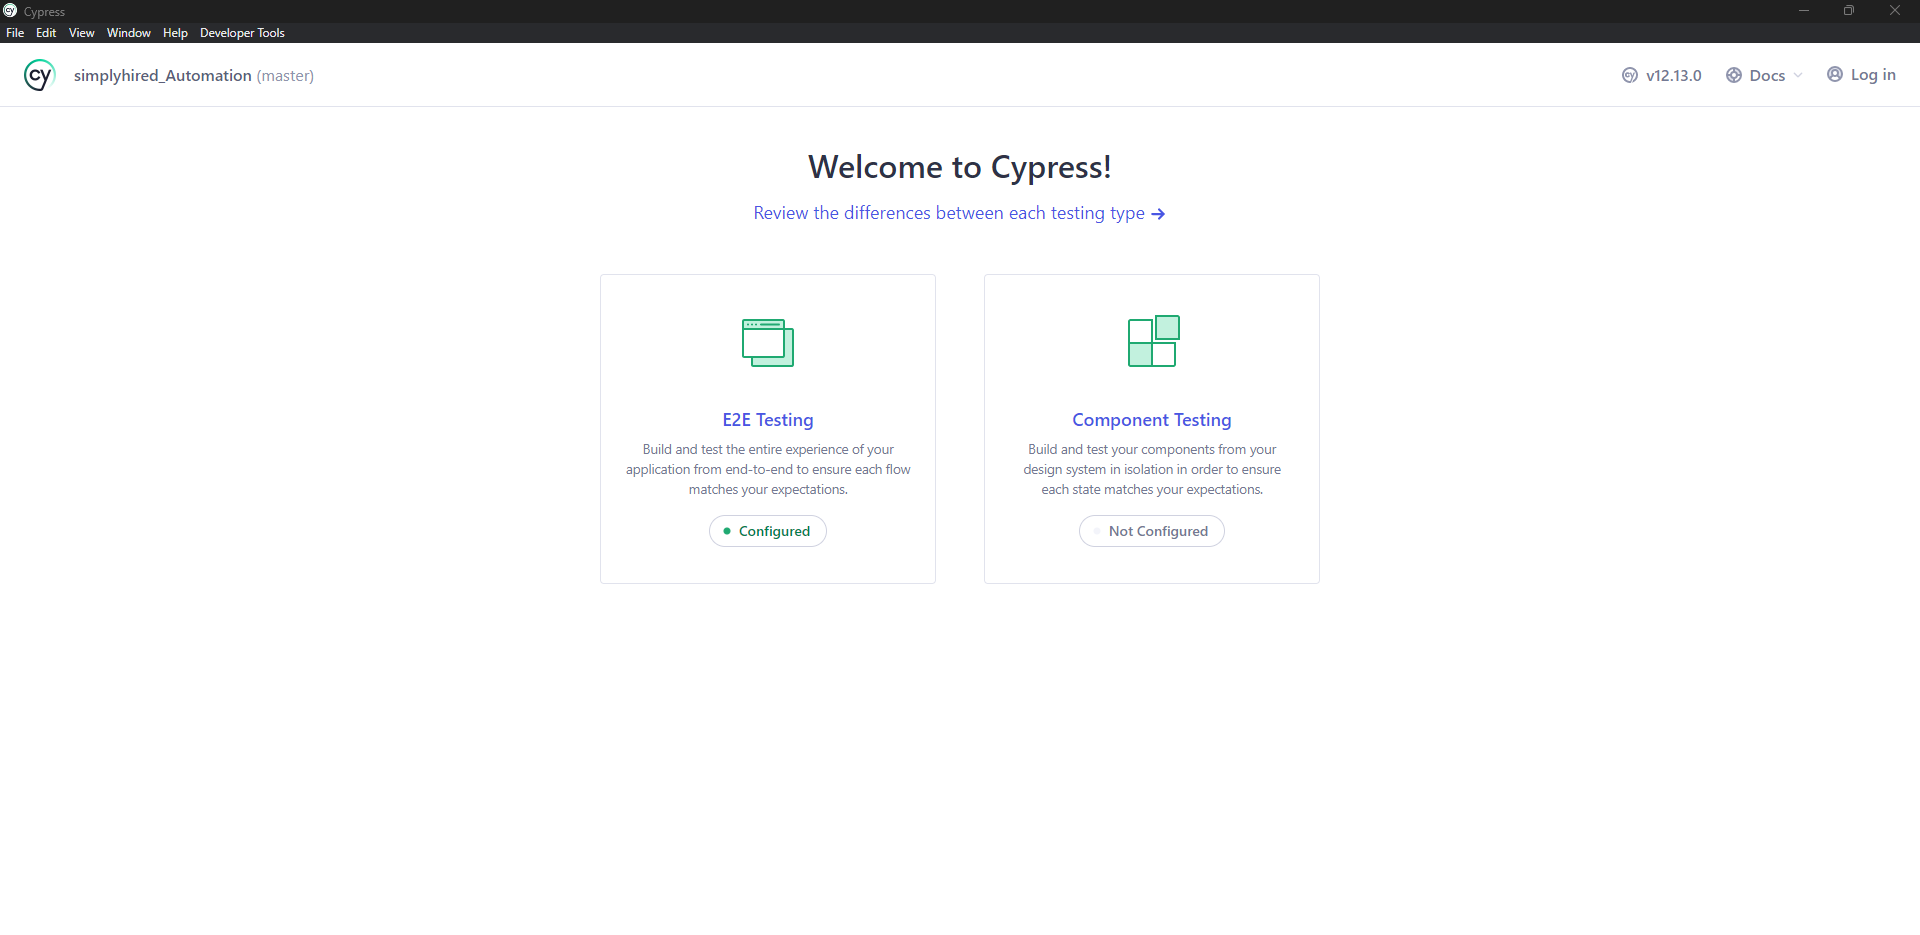 Cypress
File Edit View Window Help Developer Tools
cy simplyhired_Automation (master)
cy v12.13.0 Docs Log in
Welcome to Cypress!
Review the differences between each testing type →
E2E Testing
Build and test the entire experience of your
application from end-to-end to ensure each flow
matches your expectations.
Configured
Component Testing
Build and test your components from your
design system in isolation in order to ensure
each state matches your expectations.
Not Configured